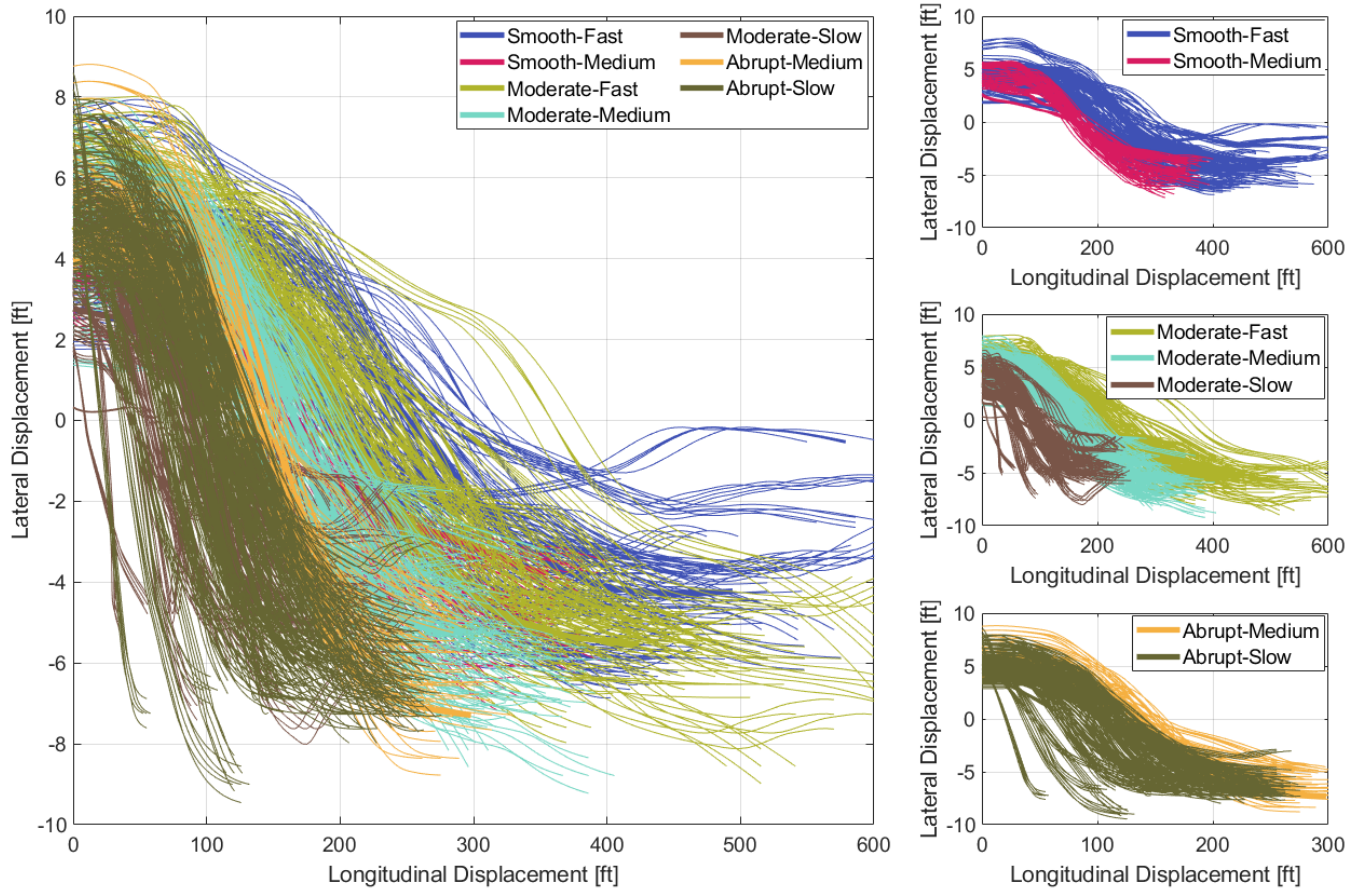 10
8
6
4
2
0
-2
-4
-6
-8
-10
0 100 200 300 400 500 600
Lateral Displacement [ft]
Longitudinal Displacement [ft]
Smooth-Fast
Smooth-Medium
Moderate-Fast
Moderate-Medium
Moderate-Slow
Abrupt-Medium
Abrupt-Slow
10
5
0
-5
-10
0 200 400 600
Lateral Displacement [ft]
Longitudinal Displacement [ft]
Smooth-Fast
Smooth-Medium
10
5
0
-5
-10
0 200 400 600
Lateral Displacement [ft]
Longitudinal Displacement [ft]
Moderate-Fast
Moderate-Medium
Moderate-Slow
10
5
0
-5
-10
0 100 200 300
Lateral Displacement [ft]
Longitudinal Displacement [ft]
Abrupt-Medium
Abrupt-Slow